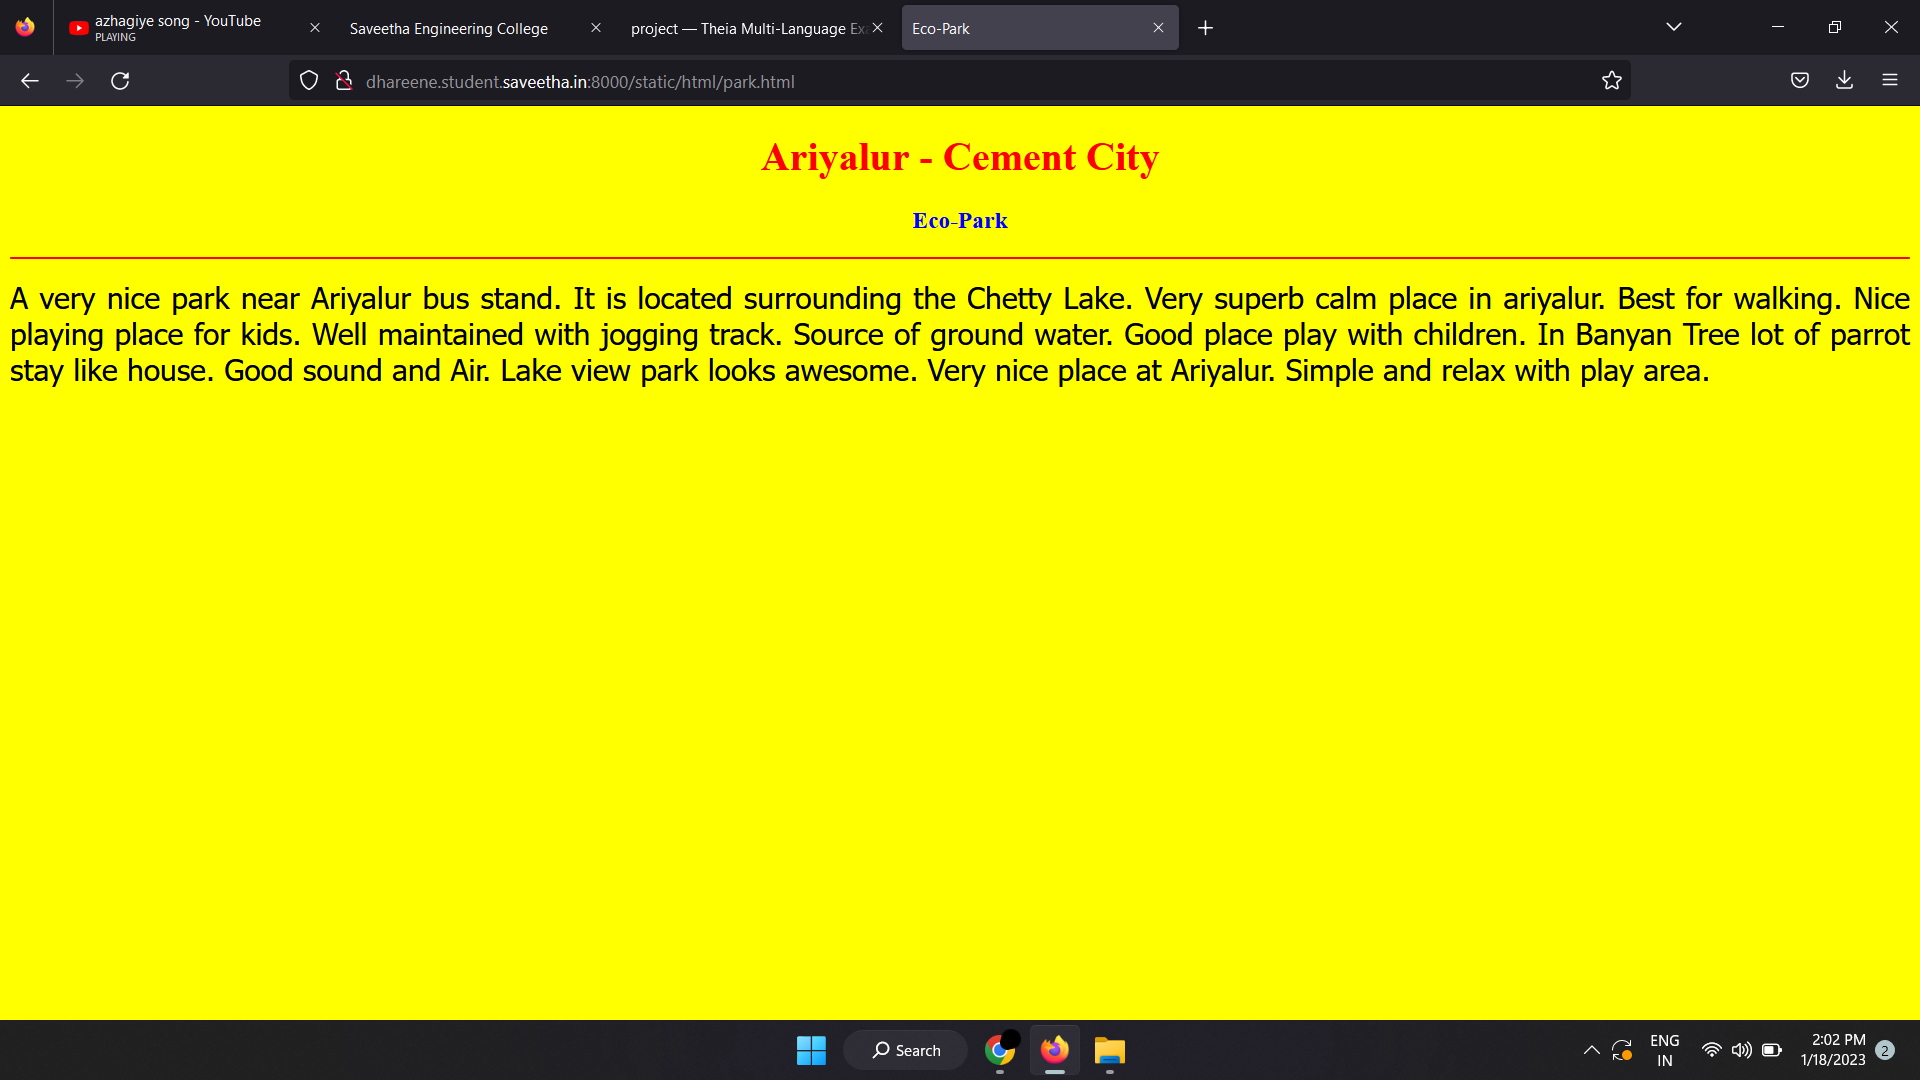 azhagiye song - YouTube
PLAYING
Saveetha Engineering College
project — Theia Multi-Language
Eco-Park
dhareene.student.saveetha.in:8000/static/html/park.html
Ariyalur - Cement City
Eco-Park
A very nice park near Ariyalur bus stand. It is located surrounding the Chetty Lake. Very superb calm place in ariyalur. Best for walking. Nice
playing place for kids. Well maintained with jogging track. Source of ground water. Good place play with children. In Banyan Tree lot of parrot
stay like house. Good sound and Air. Lake view park looks awesome. Very nice place at Ariyalur. Simple and relax with play area.
Search
ENG
IN
2:02 PM
1/18/2023
2